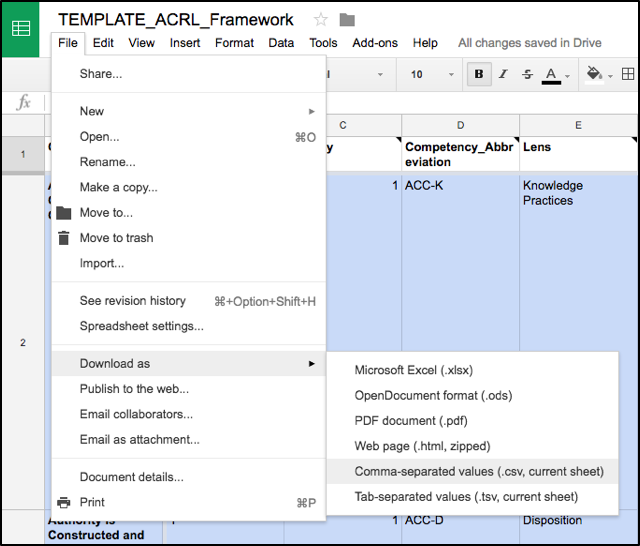 TEMPLATE_ACRL_Framework
File Edit View Insert Format Data Tools Add-ons Help All changes saved in Drive
Share...
10 B I S A
fx
New
Open... ⌘O
Rename...
Make a copy...
Move to...
Move to trash
Import...
See revision history ⌘+Option+Shift+H
Spreadsheet settings...
Download as
Publish to the web...
Email collaborators...
Email as attachment...
Document details...
Print ⌘P
Microsoft Excel (.xlsx)
OpenDocument format (.ods)
PDF document (.pdf)
Web page (.html, zipped)
Comma-separated values (.csv, current sheet)
Tab-separated values (.tsv, current sheet)
C D E
1 Competency_Abbr
eviation
Lens
2 1 ACC-K Knowledge
Practices
Authority is
Constructed and
1 ACC-D Disposition